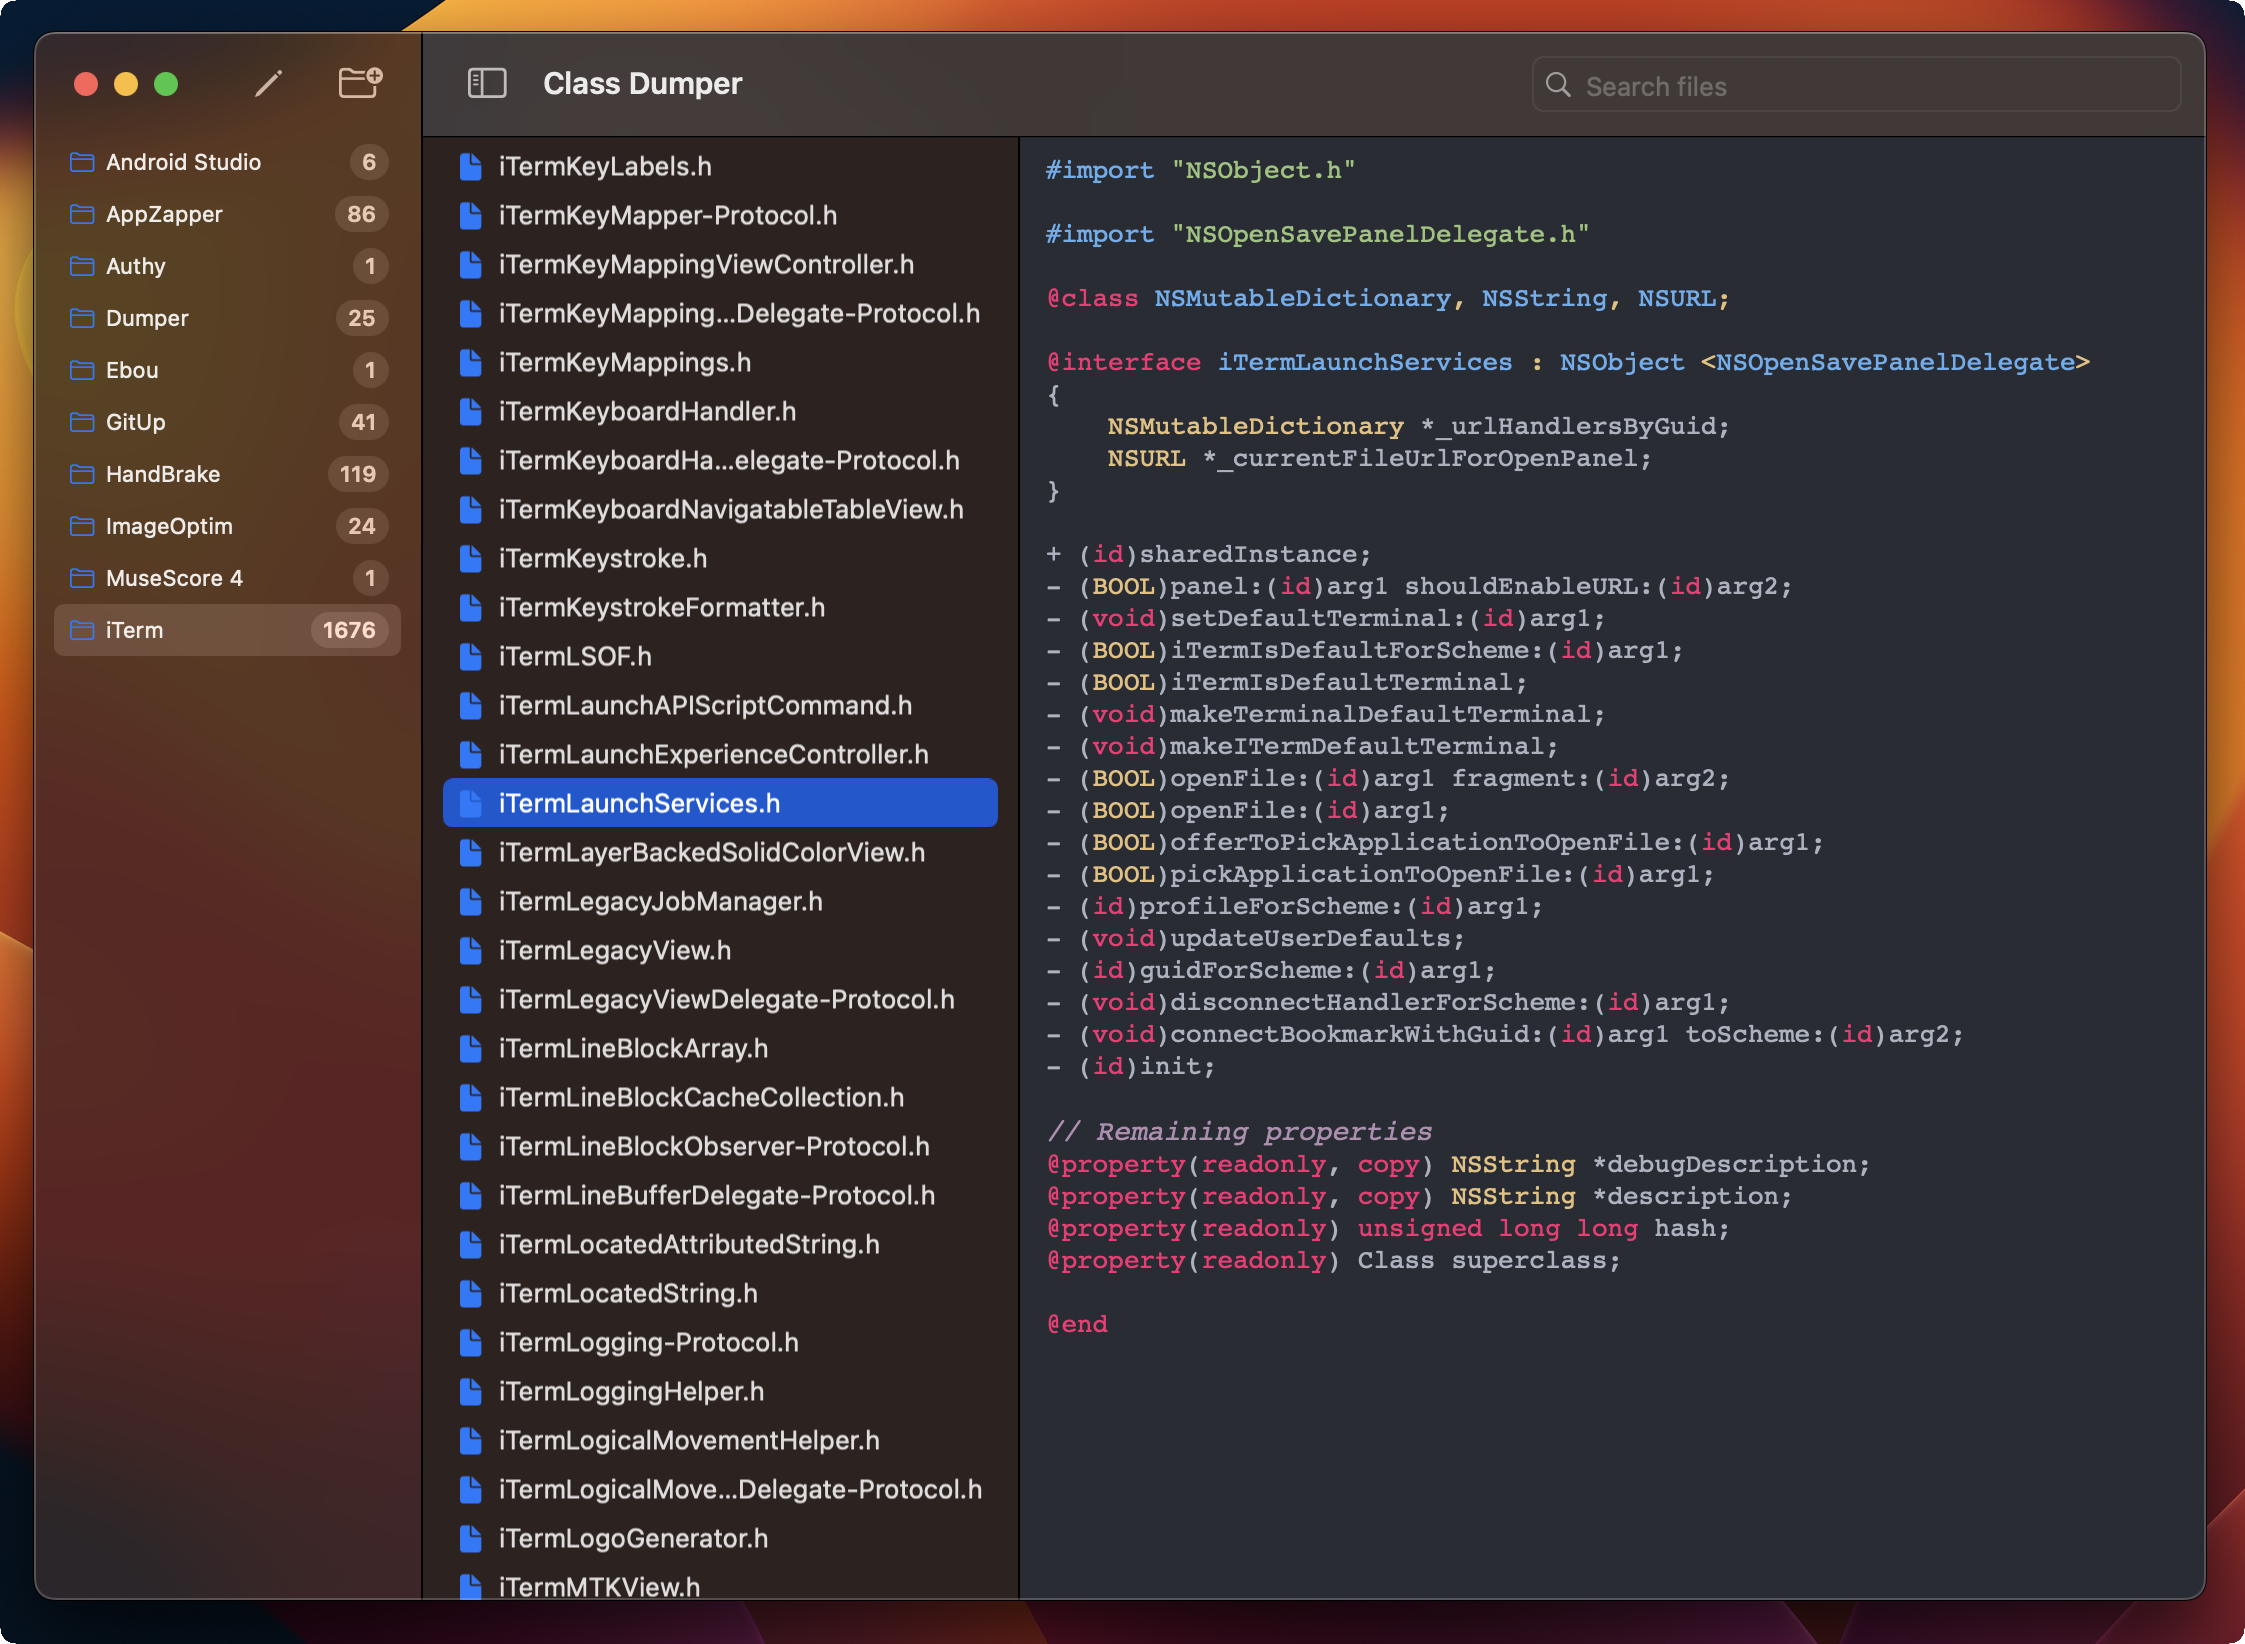 Class Dumper
Search files
Android Studio 6
AppZapper 86
Authy 1
Dumper 25
Ebou 1
GitUp 41
HandBrake 119
ImageOptim 24
MuseScore 4 1
iTerm 1676
iTermKeyLabels.h
iTermKeyMapper-Protocol.h
iTermKeyMappingViewController.h
iTermKeyMapping...Delegate-Protocol.h
iTermKeyMappings.h
iTermKeyboardHandler.h
iTermKeyboardHa...elegate-Protocol.h
iTermKeyboardNavigatableTableView.h
iTermKeystroke.h
iTermKeystrokeFormatter.h
iTermLSOF.h
iTermLaunchAPIScriptCommand.h
iTermLaunchExperienceController.h
iTermLaunchServices.h
iTermLayerBackedSolidColorView.h
iTermLegacyJobManager.h
iTermLegacyView.h
iTermLegacyViewDelegate-Protocol.h
iTermLineBlockArray.h
iTermLineBlockCacheCollection.h
iTermLineBlockObserver-Protocol.h
iTermLineBufferDelegate-Protocol.h
iTermLocatedAttributedString.h
iTermLocatedString.h
iTermLogging-Protocol.h
iTermLoggingHelper.h
iTermLogicalMovementHelper.h
iTermLogicalMove...Delegate-Protocol.h
iTermLogoGenerator.h
iTermMTKView.h
#import "NSObject.h"
#import "NSOpenSavePanelDelegate.h"
@class NSMutableDictionary, NSString, NSURL;
@interface iTermLaunchServices : NSObject <NSOpenSavePanelDelegate>
{
    NSMutableDictionary *_urlHandlersByGuid;
    NSURL *_currentFileUrlForOpenPanel;
}
+ (id)sharedInstance;
- (BOOL)panel:(id)arg1 shouldEnableURL:(id)arg2;
- (void)setDefaultTerminal:(id)arg1;
- (BOOL)iTermIsDefaultForScheme:(id)arg1;
- (BOOL)iTermIsDefaultTerminal;
- (void)makeTerminalDefaultTerminal;
- (void)makeITermDefaultTerminal;
- (BOOL)openFile:(id)arg1 fragment:(id)arg2;
- (BOOL)openFile:(id)arg1;
- (BOOL)offerToPickApplicationToOpenFile:(id)arg1;
- (BOOL)pickApplicationToOpenFile:(id)arg1;
- (id)profileForScheme:(id)arg1;
- (void)updateUserDefaults;
- (id)guidForScheme:(id)arg1;
- (void)disconnectHandlerForScheme:(id)arg1;
- (void)connectBookmarkWithGuid:(id)arg1 toScheme:(id)arg2;
- (id)init;
// Remaining properties
@property(readonly, copy) NSString *debugDescription;
@property(readonly, copy) NSString *description;
@property(readonly) unsigned long long hash;
@property(readonly) Class superclass;
@end